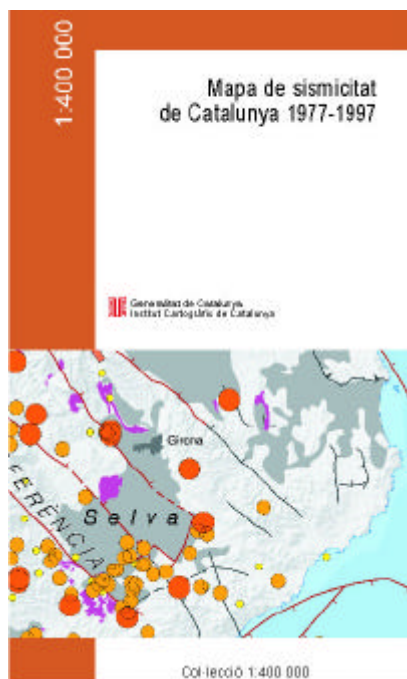 1:400 000
Mapa de sismicitat
de Catalunya 1977-1997
Generalitat de Catalunya
Institut Cartogràfic de Catalunya
Girona
Selva
FERÈNCIA
Col·lecció 1:400 000